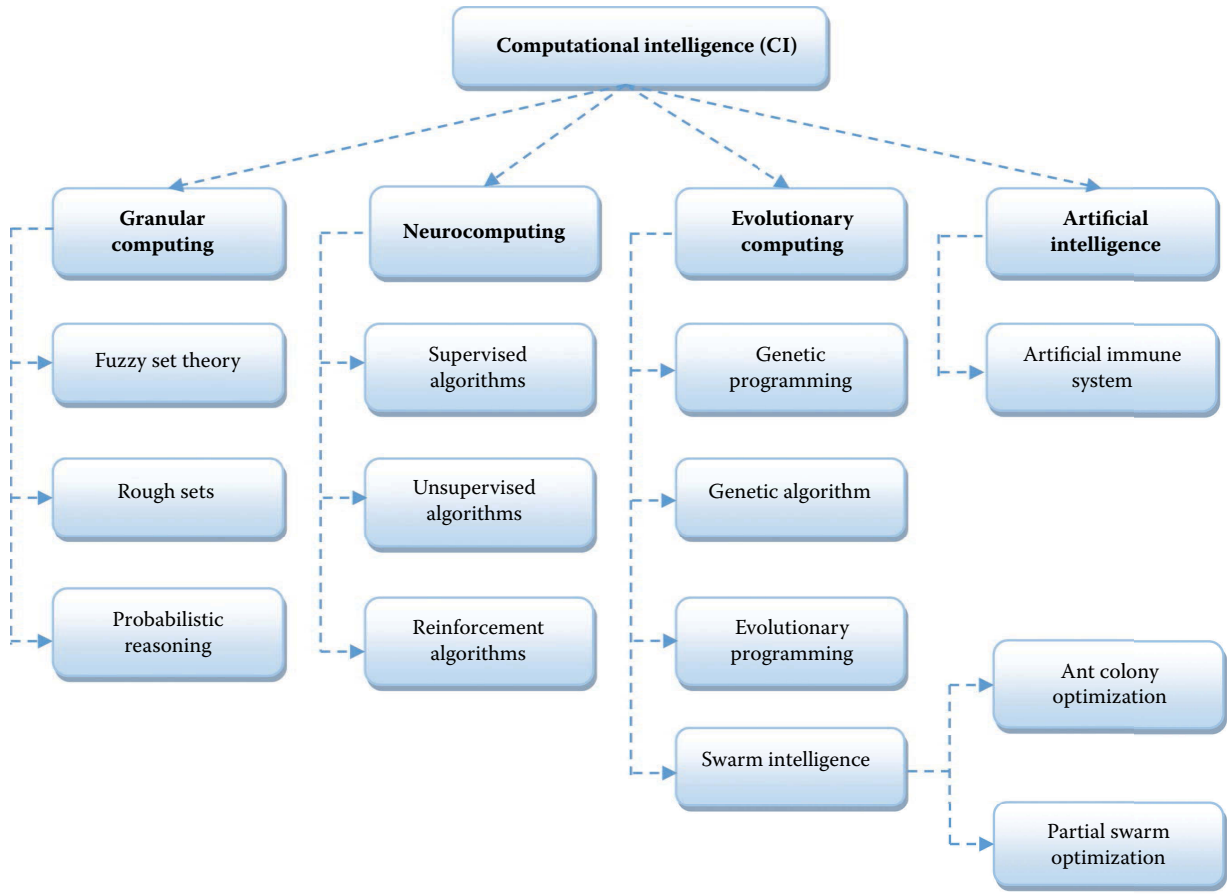 Computational intelligence (CI)
Granular
computing
Neurocomputing
Evolutionary
computing
Artificial
intelligence
Fuzzy set theory
Supervised
algorithms
Genetic
programming
Artificial immune
system
Rough sets
Unsupervised
algorithms
Genetic algorithm
Probabilistic
reasoning
Reinforcement
algorithms
Evolutionary
programming
Ant colony
optimization
Swarm intelligence
Partial swarm
optimization